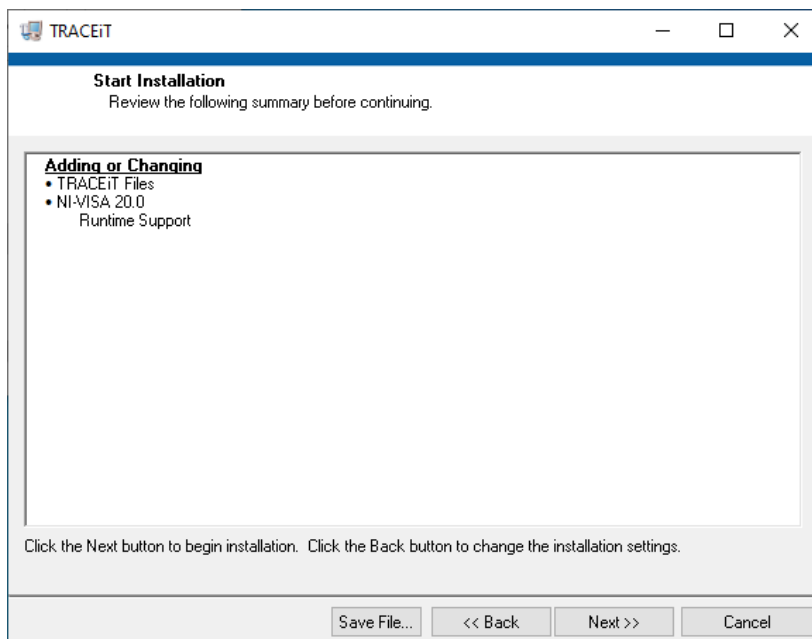 TRACEiT
Start Installation
Review the following summary before continuing.
Adding or Changing
• TRACEiT Files
• NI-VISA 20.0
Runtime Support
Click the Next button to begin installation.  Click the Back button to change the installation settings.
Save File...
<< Back
Next >>
Cancel